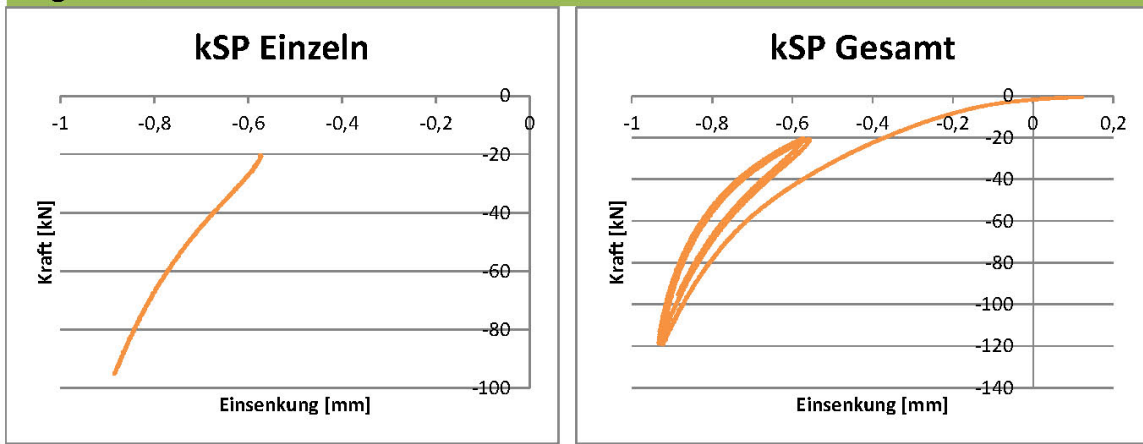 kSP Einzeln
0
-1 -0,8 -0,6 -0,4 -0,2 0
-20
-40
-60
-80
-100
Kraft [kN]
Einsenkung [mm]
kSP Gesamt
0
-1 -0,8 -0,6 -0,4 -0,2 0 0,2
-20
-40
-60
-80
-100
-120
-140
Kraft [kN]
Einsenkung [mm]